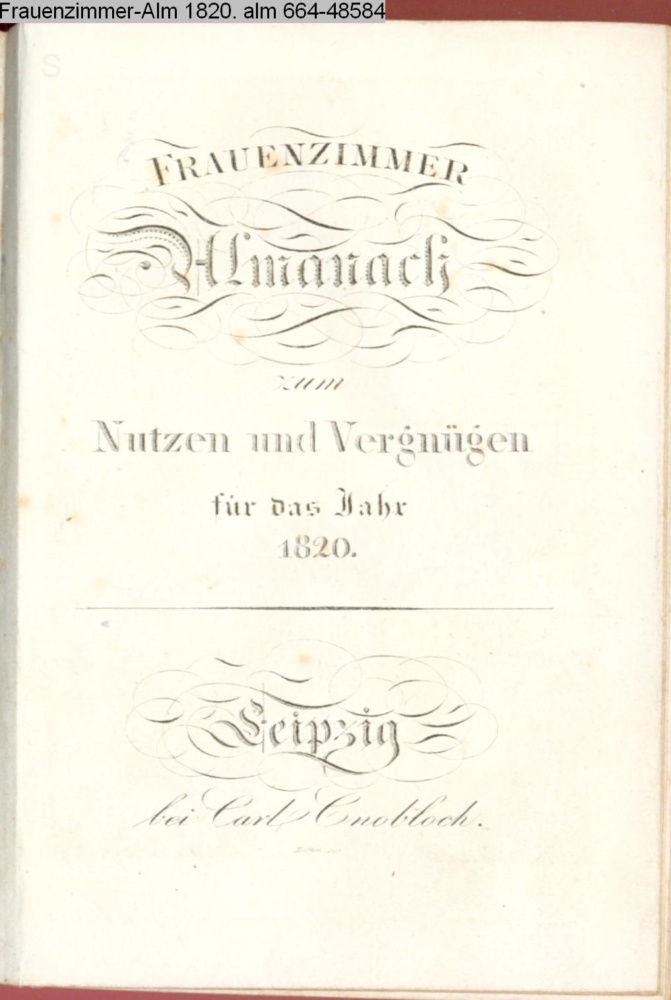 Frauenzimmer-Alm 1820. alm 664-48584
FRAUENZIMMER
Almanach
zum
Nutzen und Vergnügen
für das Jahr
1820.
Leipzig
bei Carl Cnobloch.